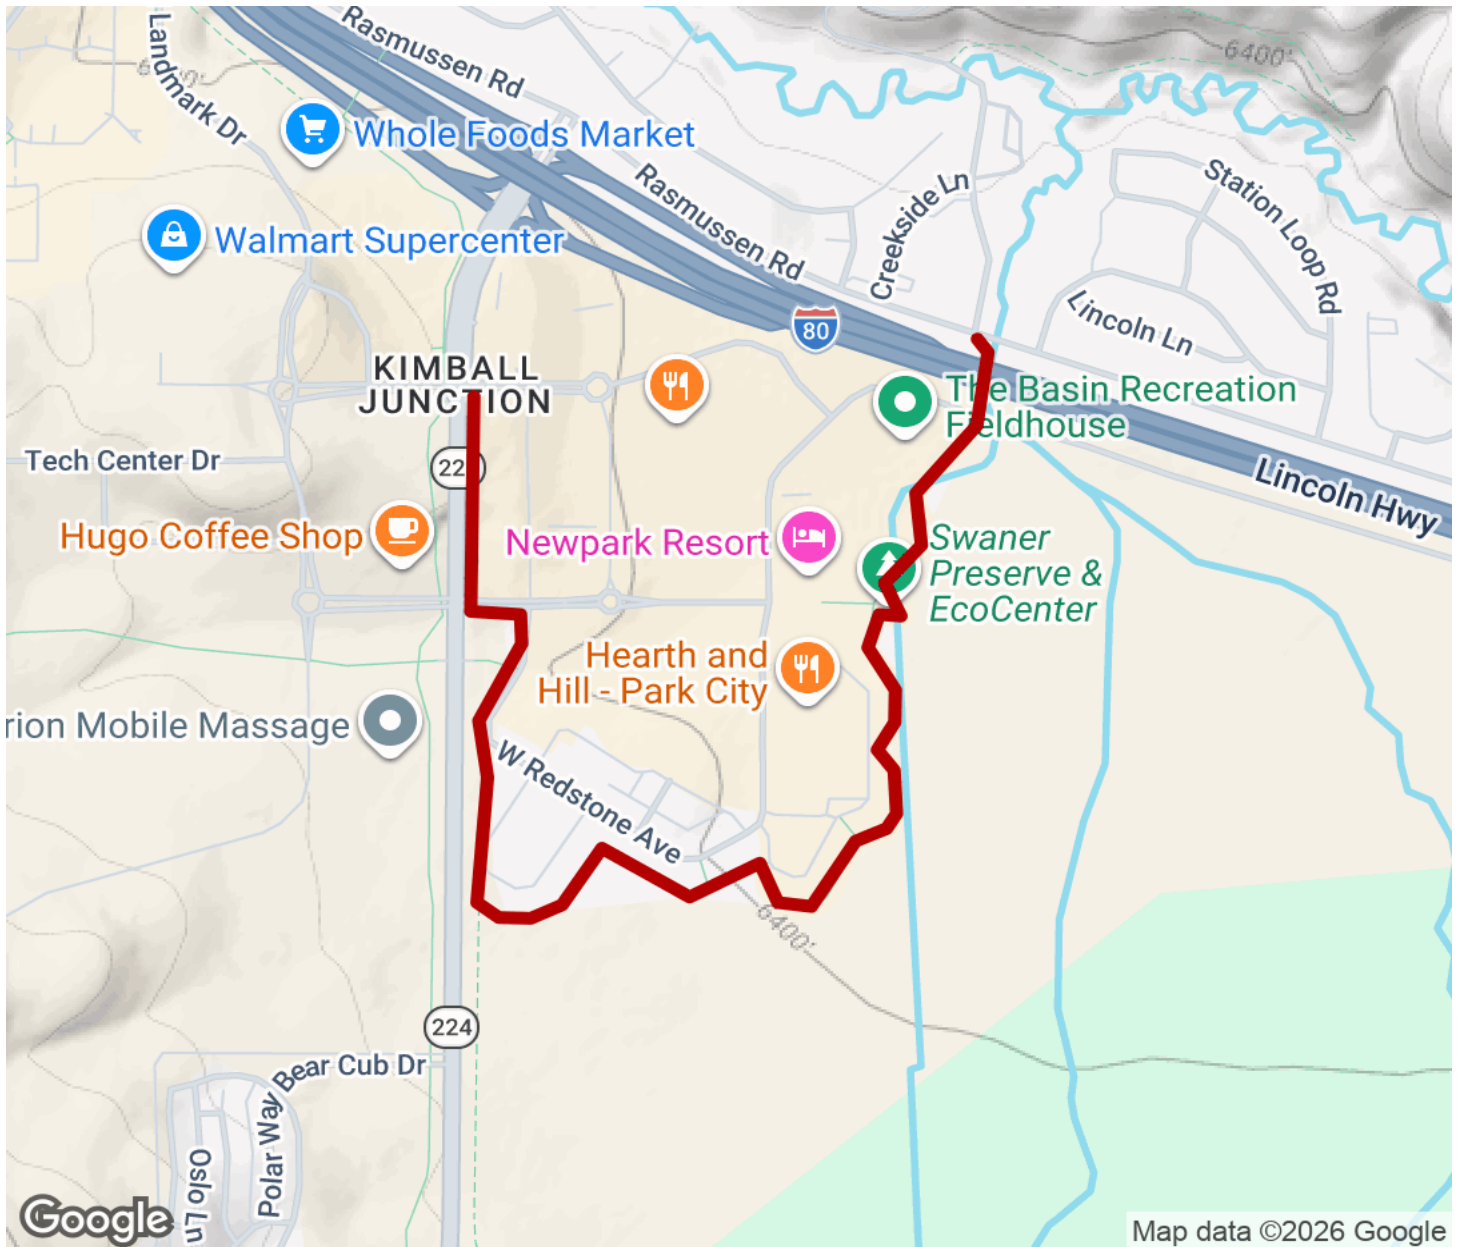 Rasmussen Rd
6400'
Landmark Dr
Whole Foods Market
Walmart Supercenter
Rasmussen Rd
Creekside Ln
Station Loop Rd
Lincoln Ln
80
KIMBALL
JUNCTION
The Basin Recreation
Fieldhouse
Tech Center Dr
Lincoln Hwy
Hugo Coffee Shop
Newpark Resort
Swaner
Preserve &
EcoCenter
Hearth and
Hill - Park City
rion Mobile Massage
W Redstone Ave
6400'
224
Bear Cub Dr
Polar Way
Oslo Ln
Google
Map data ©2026 Google